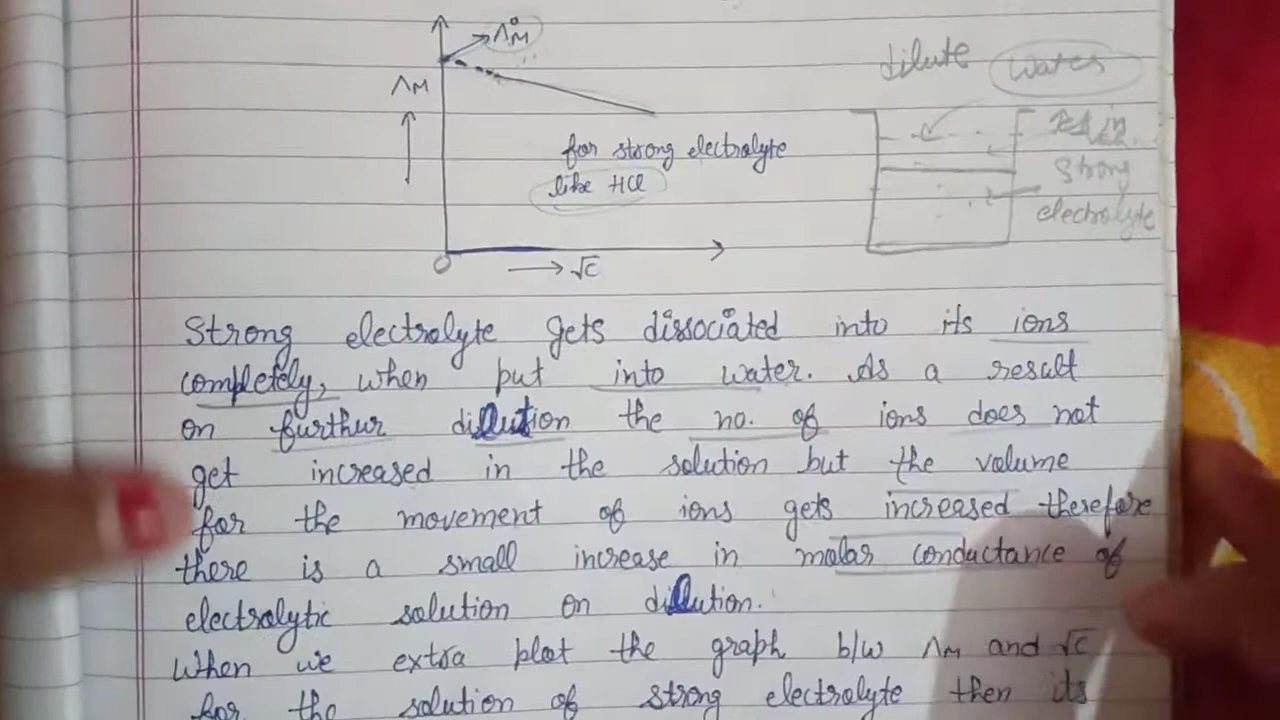 Λ°M
dilute water
ΛM
for strong electrolyte
like HCl
Strong
electrolyte
O
√C
Strong electrolyte gets dissociated into its ions
completely, when put into water. As a result
on furthur dillution the no. of ions does not
get increased in the solution but the volume
for the movement of ions gets increased therefore
there is a small increase in molar conductance of
electrolytic solution on dillution.
When we extra plot the graph b/w ΛM and √C
for the solution of strong electrolyte then its